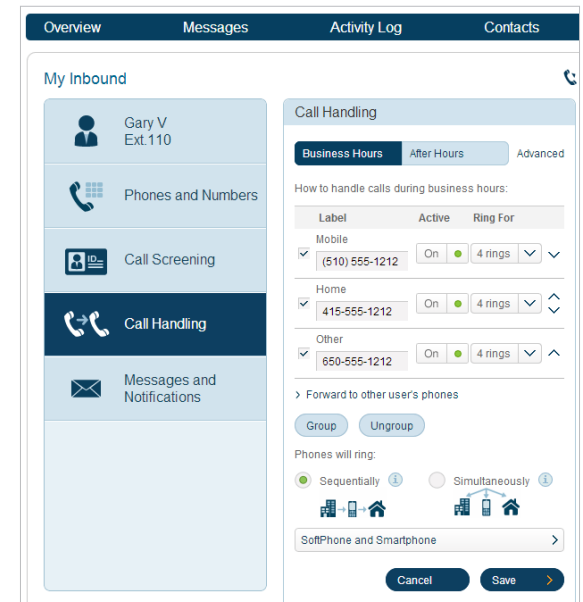 Overview Messages Activity Log Contacts
My Inbound
Gary V
Ext.110
Phones and Numbers
ID
Call Screening
Call Handling
Messages and
Notifications
Call Handling
Business Hours After Hours Advanced
How to handle calls during business hours:
Label Active Ring For
Mobile
(510) 555-1212 On 4 rings
Home
415-555-1212 On 4 rings
Other
650-555-1212 On 4 rings
> Forward to other user's phones
Group Ungroup
Phones will ring:
Sequentially i Simultaneously i
SoftPhone and Smartphone >
Cancel Save >